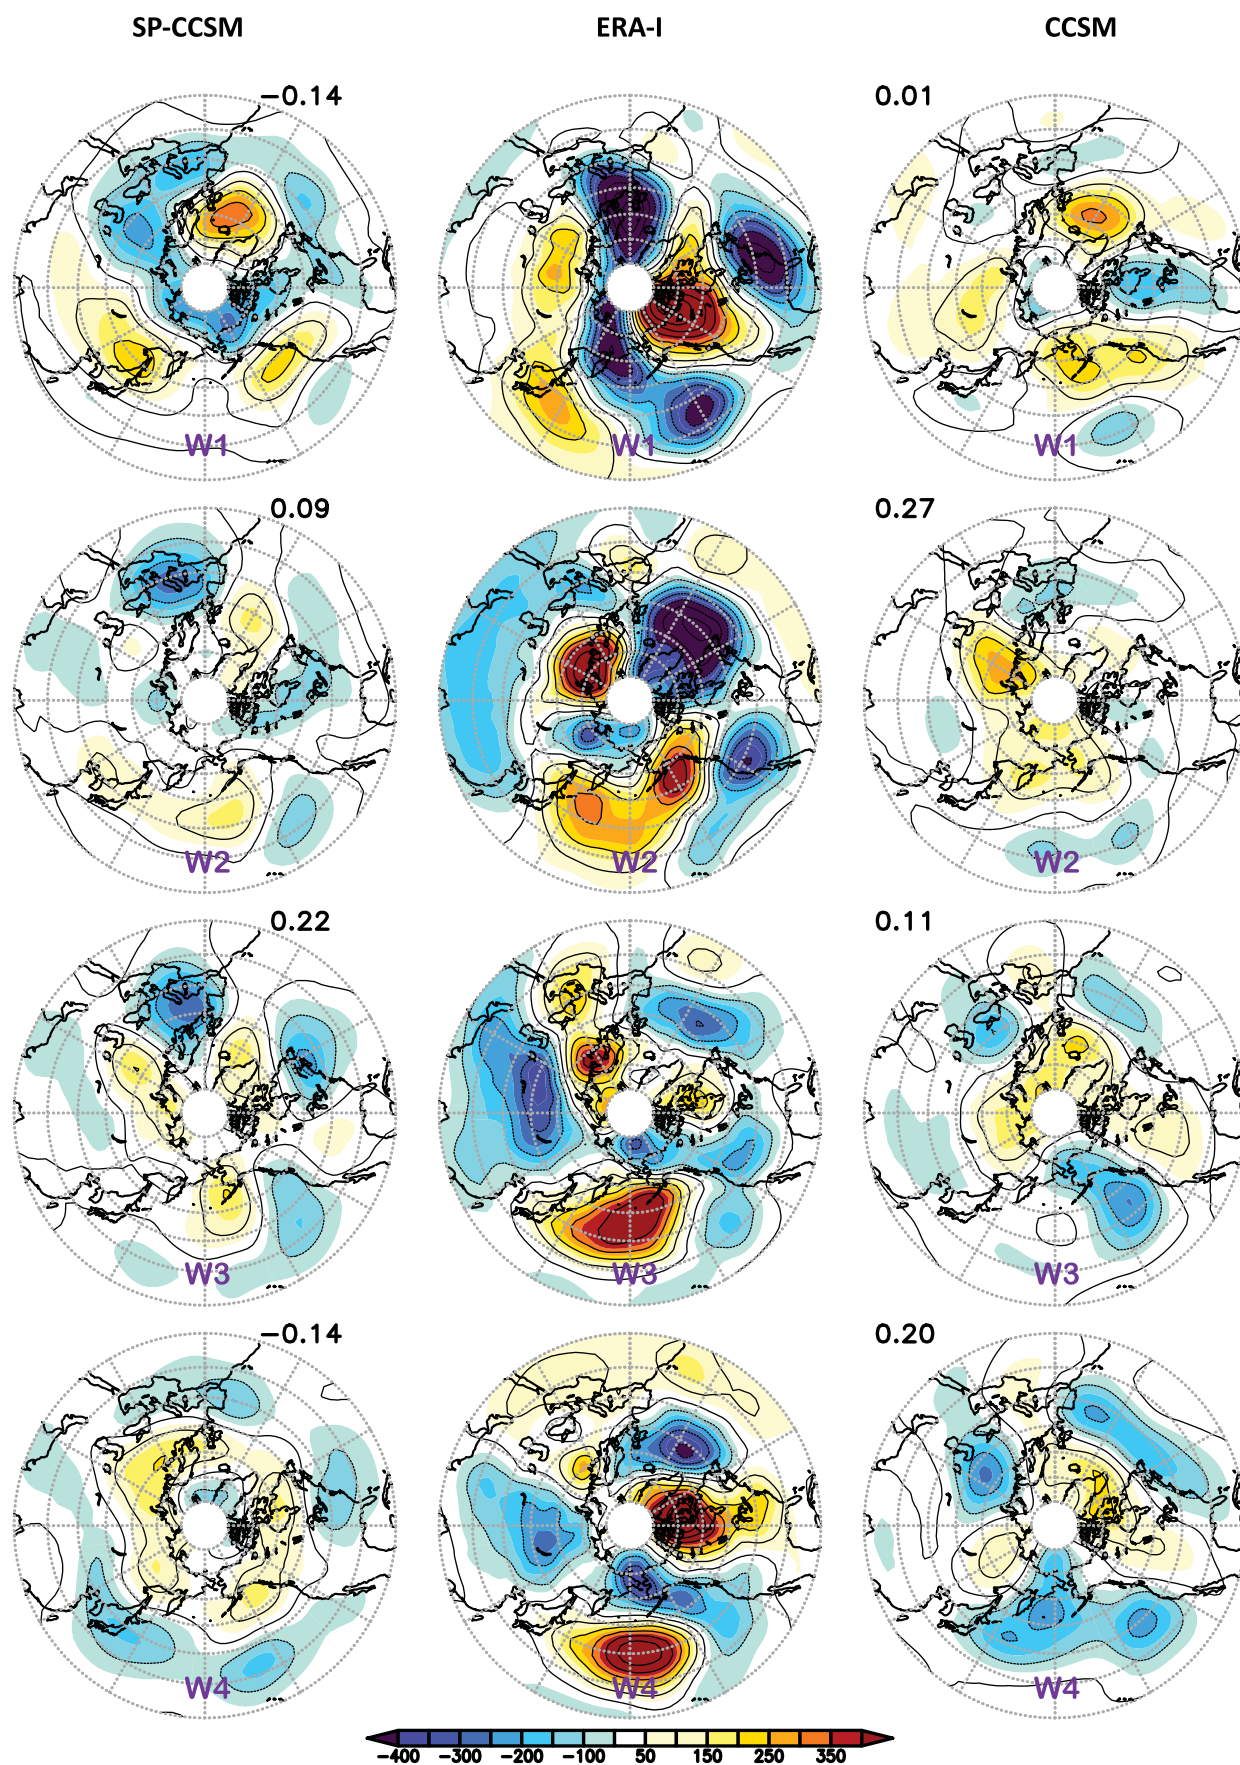 SP-CCSM ERA-I CCSM
-0.14 0.01
W1 W1 W1
0.09 0.27
W2 W2 W2
0.22 0.11
W3 W3 W3
-0.14 0.20
W4 W4 W4
-400 -300 -200 -100 50 150 250 350